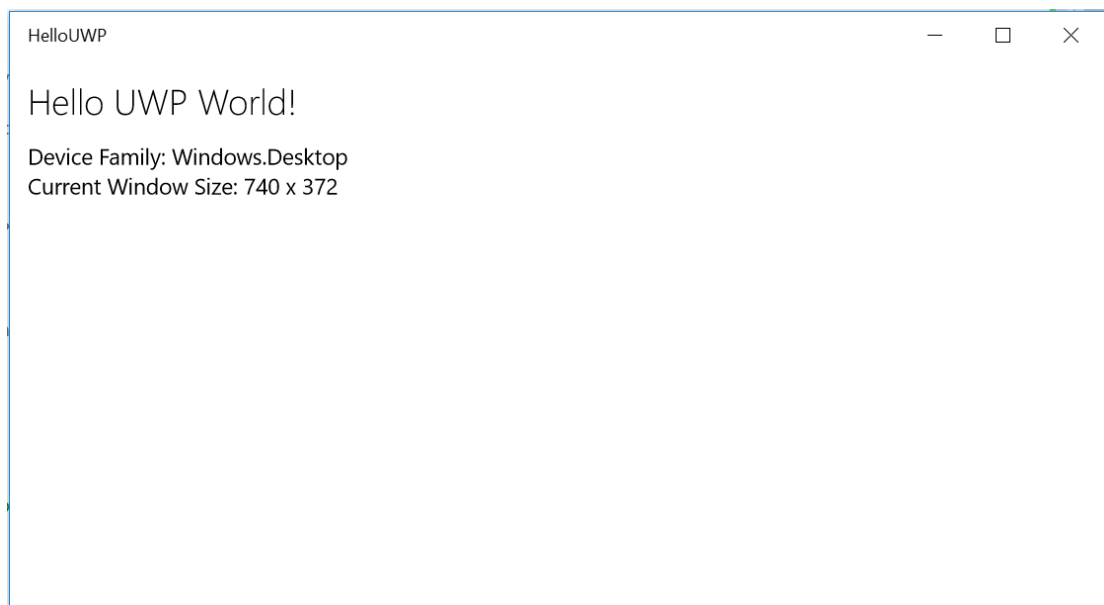 HelloUWP
Hello UWP World!
Device Family: Windows.Desktop
Current Window Size: 740 x 372